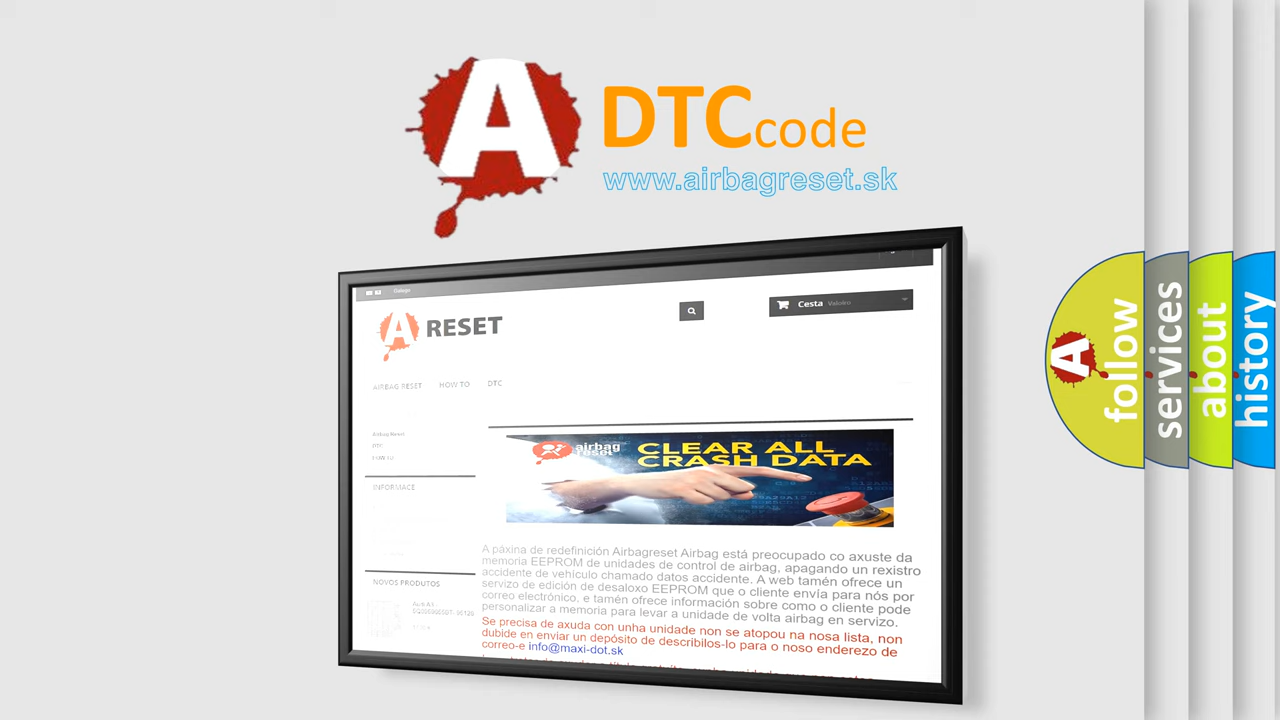 A
DTC code
www.airbagreset.sk
Galego
A RESET
Cesta Valeiro
AIRBAG RESET HOW TO DTC
Airbag Reset
DTC
HOW TO
INFORMACE
NOVOS PRODUTOS
airbag
reset
CLEAR ALL
CRASH DATA
A páxina de redefinición Airbagreset Airbag está preocupado co axuste da
memoria EEPROM de unidades de control de airbag, apagando un rexistro
accidente de vehículo chamado datos accidente. A web tamén ofrece un
servizo de edición de desaloxo EEPROM que o cliente envía para nós por
correo electrónico, e tamén ofrece información sobre como o cliente pode
personalizar a memoria para levar a unidade de volta airbag en servizo.
Se precisa de axuda con unha unidade non se atopou na nosa lista, non
dubide en enviar un depósito de describilos-lo para o noso enderezo de
correo-e info@maxi-dot.sk
A
follow
services
about
history